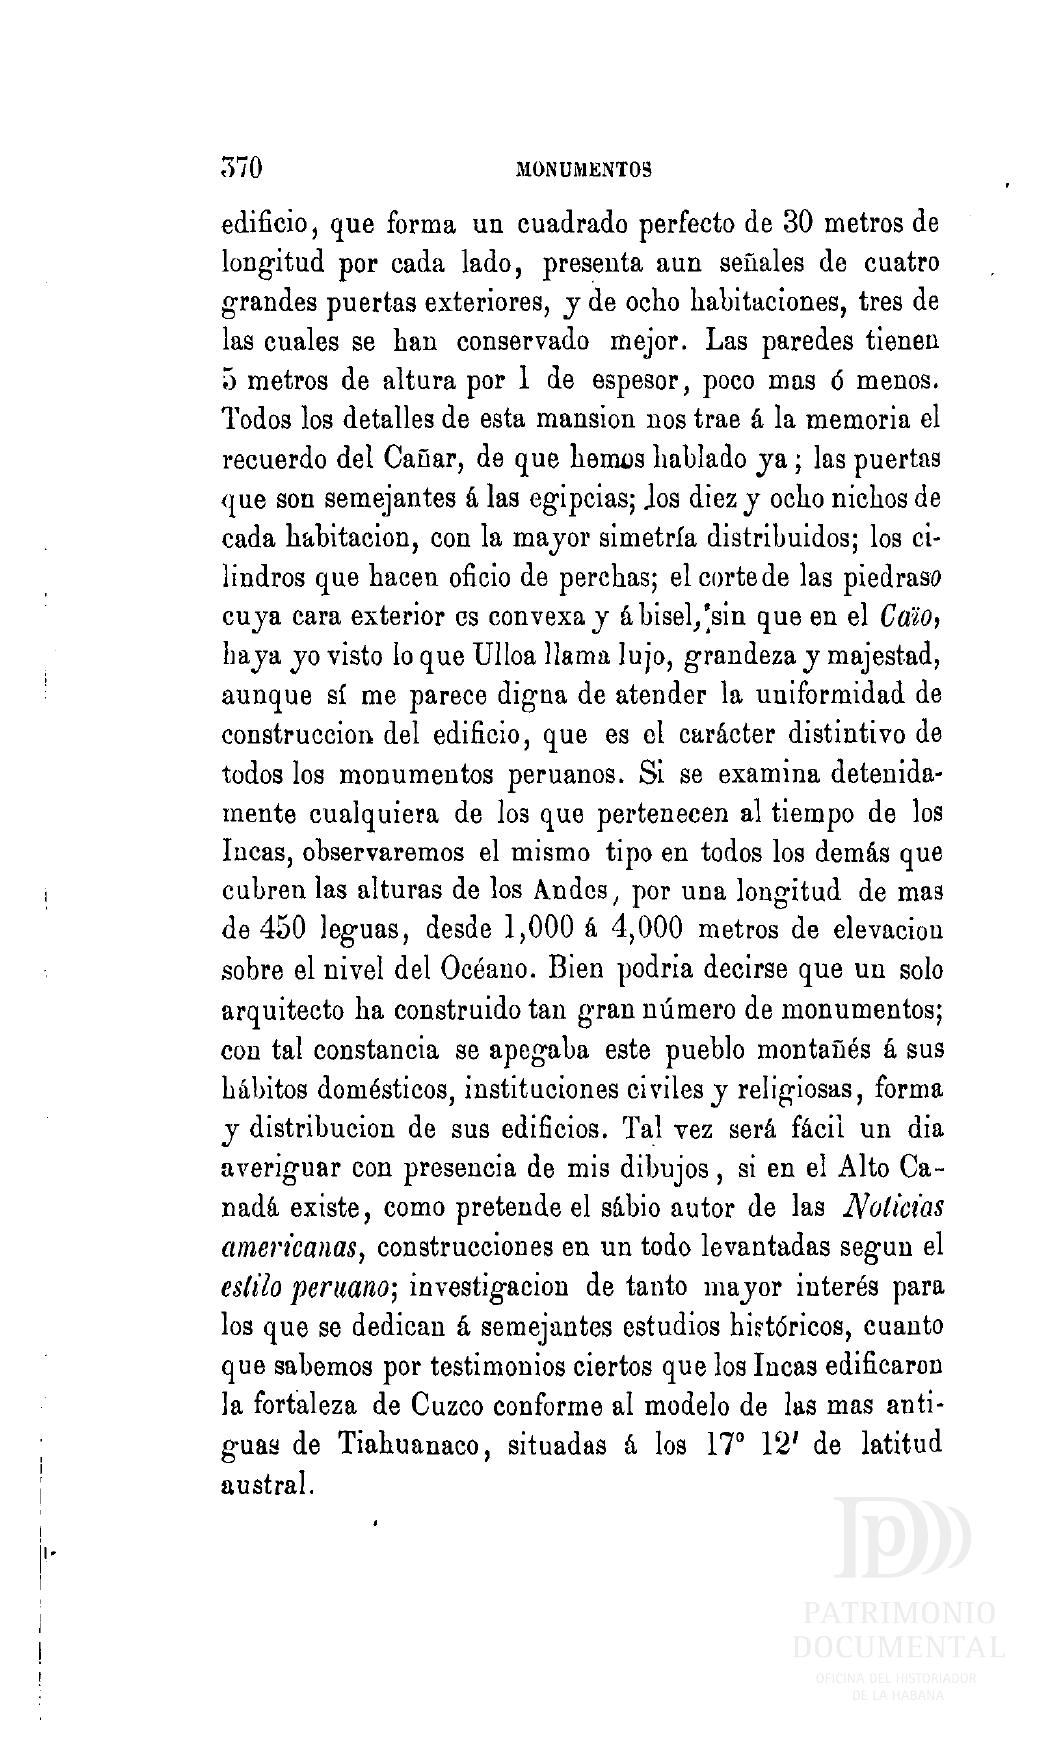 370 MONUMENTOS
edificio, que forma un cuadrado perfecto de 30 metros de
longitud por cada lado, presenta aun señales de cuatro
grandes puertas exteriores, y de ocho habitaciones, tres de
las cuales se han conservado mejor. Las paredes tienen
5 metros de altura por 1 de espesor, poco mas ó menos.
Todos los detalles de esta mansion nos trae á la memoria el
recuerdo del Cañar, de que hemos hablado ya; las puertas
que son semejantes á las egipcias; los diez y ocho nichos de
cada habitacion, con la mayor simetría distribuidos; los ci-
lindros que hacen oficio de perchas; el corte de las piedraso
cuya cara exterior es convexa y á bisel, sin que en el Caïo,
haya yo visto lo que Ulloa llama lujo, grandeza y majestad,
aunque sí me parece digna de atender la uniformidad de
construccion del edificio, que es el carácter distintivo de
todos los monumentos peruanos. Si se examina detenida-
mente cualquiera de los que pertenecen al tiempo de los
Incas, observaremos el mismo tipo en todos los demás que
cubren las alturas de los Andes, por una longitud de mas
de 450 leguas, desde 1,000 á 4,000 metros de elevacion
sobre el nivel del Océano. Bien podria decirse que un solo
arquitecto ha construido tan gran número de monumentos;
con tal constancia se apegaba este pueblo montañés á sus
hábitos domésticos, instituciones civiles y religiosas, forma
y distribucion de sus edificios. Tal vez será fácil un dia
averiguar con presencia de mis dibujos, si en el Alto Ca-
nadá existe, como pretende el sábio autor de las Noticias
americanas, construcciones en un todo levantadas segun el
estilo peruano; investigacion de tanto mayor interés para
los que se dedican á semejantes estudios históricos, cuanto
que sabemos por testimonios ciertos que los Incas edificaron
la fortaleza de Cuzco conforme al modelo de las mas anti-
guas de Tiahuanaco, situadas á los 17° 12' de latitud
austral.
PATRIMONIO
DOCUMENTAL
OFICINA DEL HISTORIADOR
DE LA HABANA